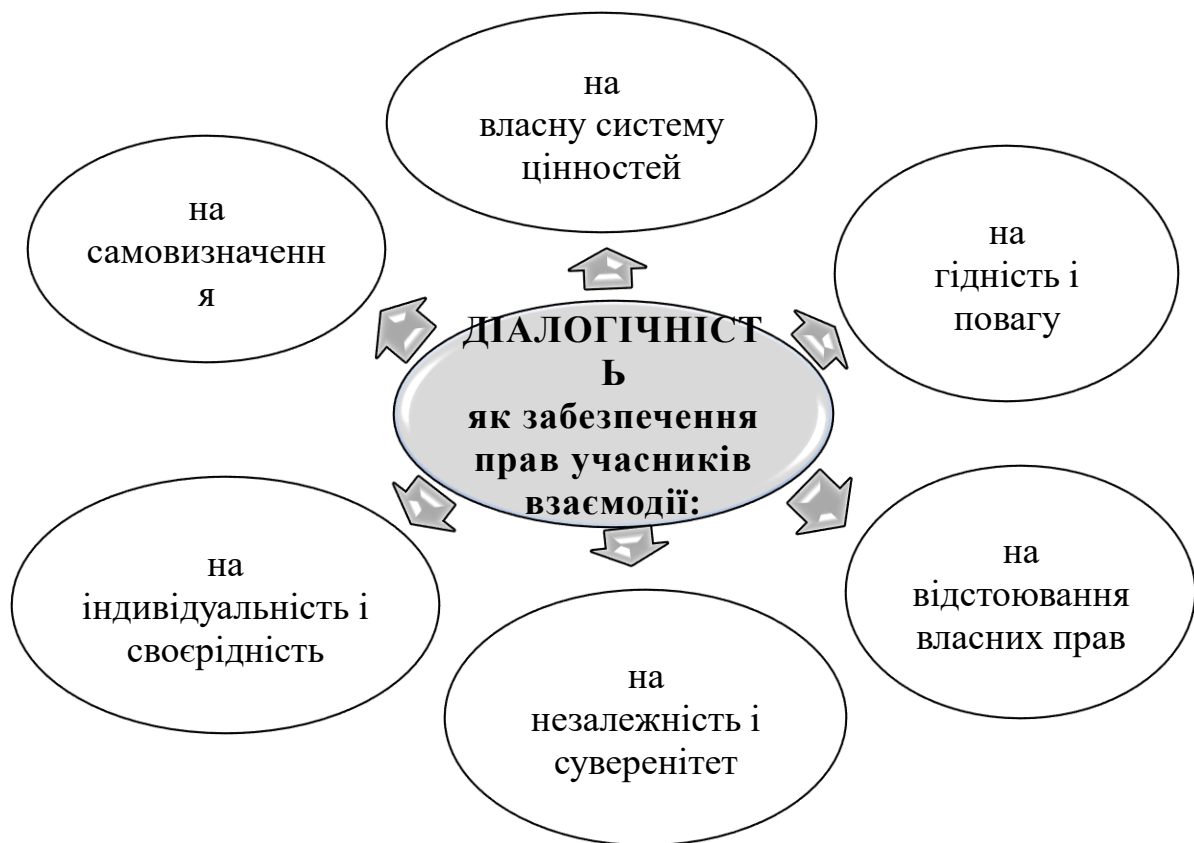 на
власну систему
цінностей
на
самовизначенн
я
на
гідність і
повагу
ДІАЛОГІЧНІСТ
Ь
як забезпечення
прав учасників
взаємодії:
на
індивідуальність і
своєрідність
на
відстоювання
власних прав
на
незалежність і
суверенітет